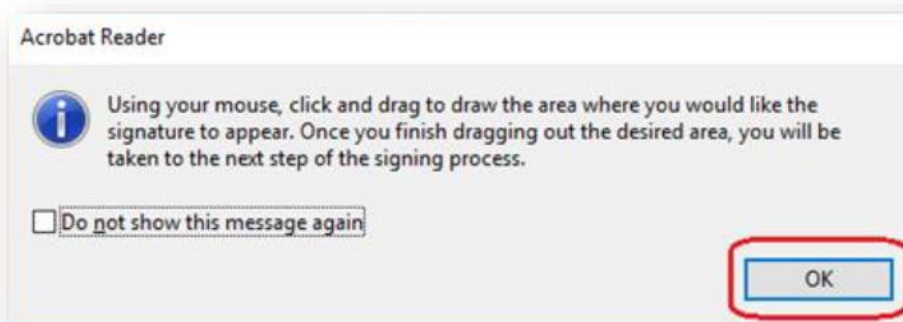 Acrobat Reader
Using your mouse, click and drag to draw the area where you would like the
signature to appear. Once you finish dragging out the desired area, you will be
taken to the next step of the signing process.
Do not show this message again
OK